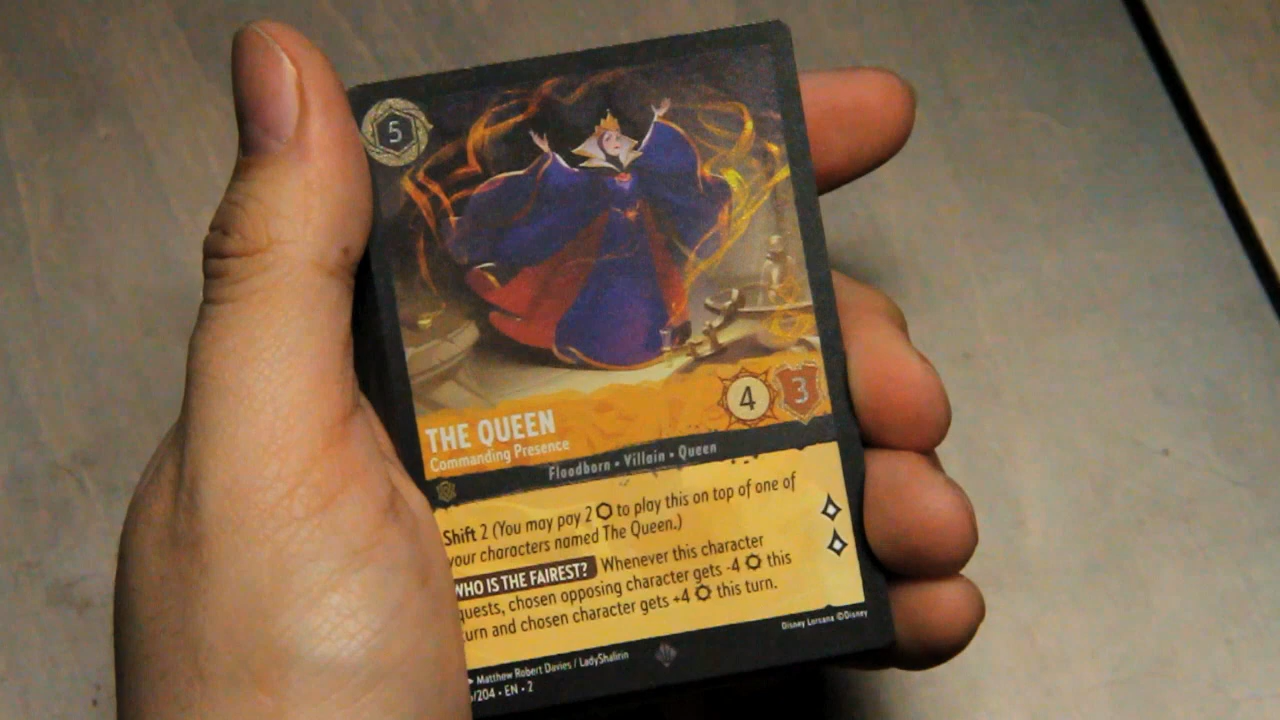 5
4 3
THE QUEEN
Commanding Presence
Floodborn • Villain • Queen
Shift 2 (You may pay 2 to play this on top of one of
your characters named The Queen.)
WHO IS THE FAIREST? Whenever this character
quests, chosen opposing character gets -4 this
turn and chosen character gets +4 this turn.
Disney Lorcana ©Disney
Matthew Robert Davies / LadyShalirin
/204 • EN • 2